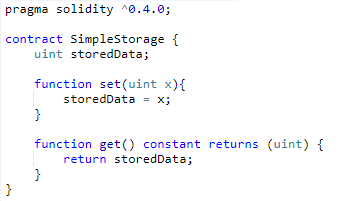 pragma solidity ^0.4.0;

contract SimpleStorage {
    uint storedData;

    function set(uint x){
        storedData = x;
    }

    function get() constant returns (uint) {
        return storedData;
    }
}